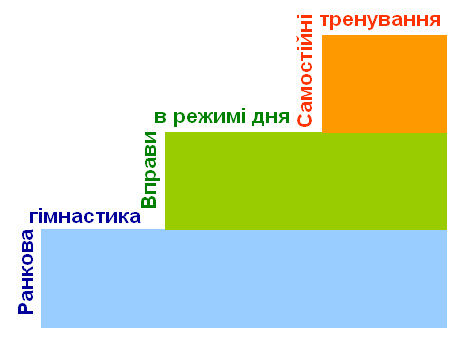 Самостійні
тренування
Вправи
в режимі дня
Ранкова
гімнастика